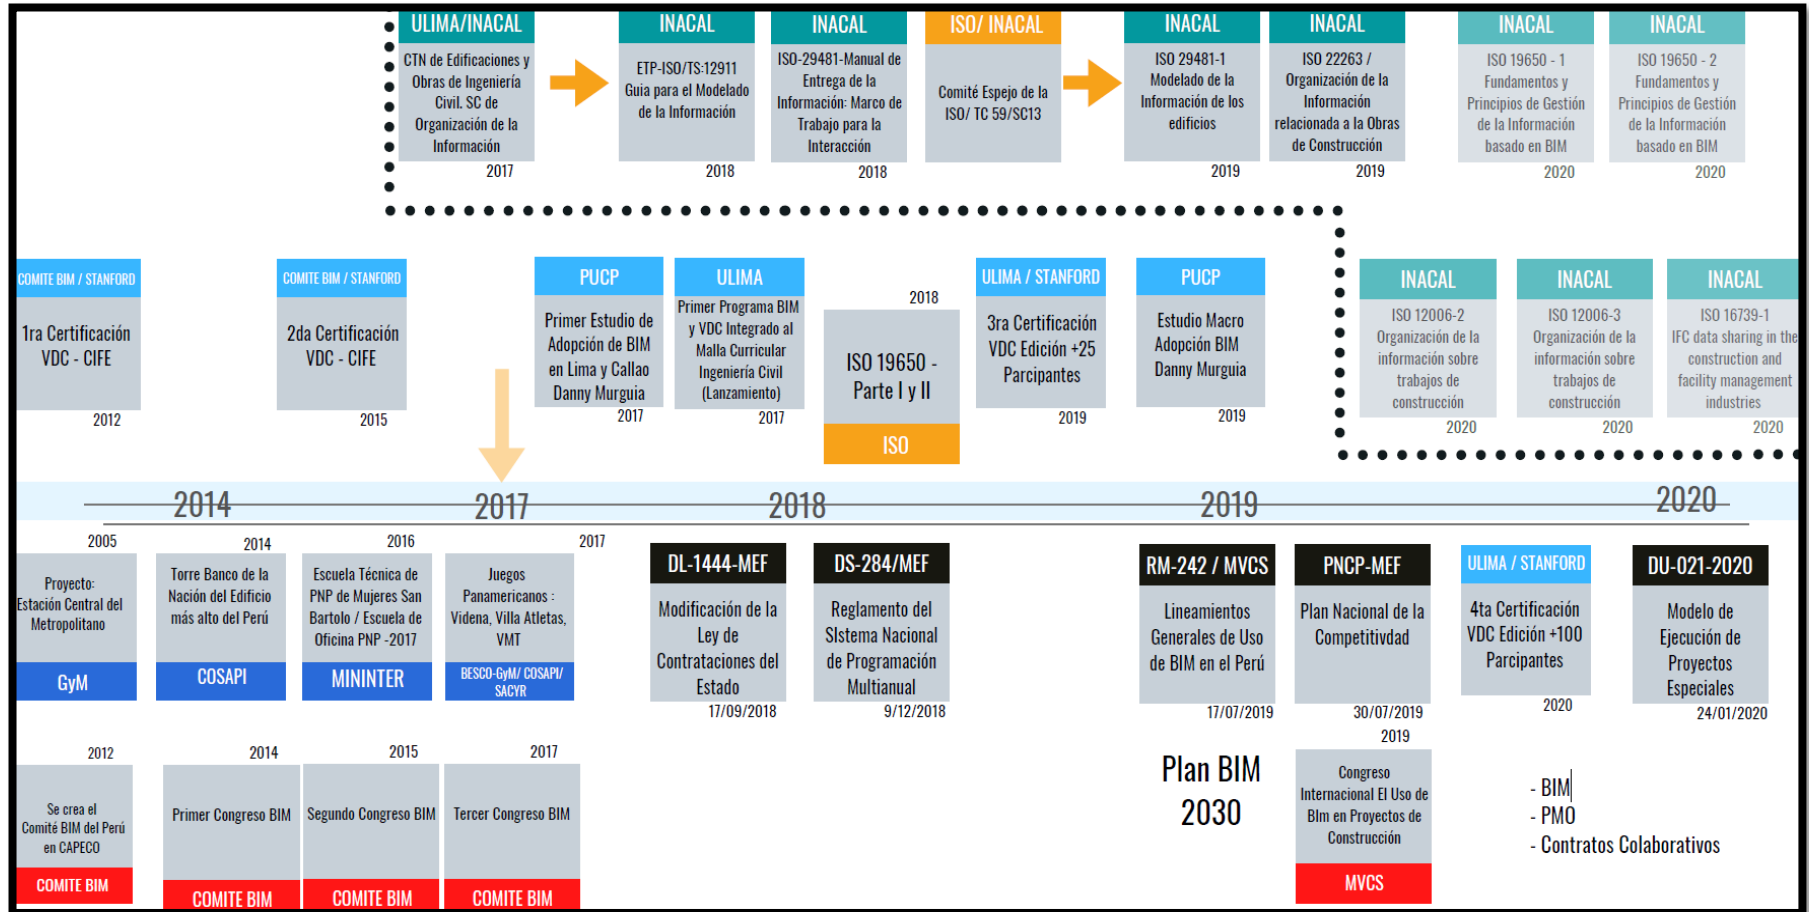 ULIMA/INACAL
CTN de Edificaciones y
Obras de Ingeniería
Civil. SC de
Organización de la
Información
2017
INACAL
ETP-ISO/TS:12911
Guia para el Modelado
de la Información
2018
INACAL
ISO-29481-Manual de
Entrega de la
Información: Marco de
Trabajo para la
Interacción
2018
ISO/ INACAL
Comité Espejo de la
ISO/ TC 59/SC13
INACAL
ISO 29481-1
Modelado de la
Información de los
edificios
2019
INACAL
ISO 22263 /
Organización de la
Información
relacionada a la Obras
de Construcción
2019
INACAL
ISO 19650 - 1
Fundamentos y
Principios de Gestión
de la Información
basado en BIM
2020
INACAL
ISO 19650 - 2
Fundamentos y
Principios de Gestión
de la Información
basado en BIM
2020
COMITE BIM / STANFORD
1ra Certificación
VDC - CIFE
2012
COMITE BIM / STANFORD
2da Certificación
VDC - CIFE
2015
PUCP
Primer Estudio de
Adopción de BIM
en Lima y Callao
Danny Murguia
2017
ULIMA
Primer Programa BIM
y VDC Integrado al
Malla Curricular
Ingeniería Civil
(Lanzamiento)
2017
2018
ISO 19650 -
Parte I y II
ISO
ULIMA / STANFORD
3ra Certificación
VDC Edición +25
Parcipantes
2019
PUCP
Estudio Macro
Adopción BIM
Danny Murguia
2019
INACAL
ISO 12006-2
Organización de la
información sobre
trabajos de
construcción
2020
INACAL
ISO 12006-3
Organización de la
información sobre
trabajos de
construcción
2020
INACAL
ISO 16739-1
IFC data sharing in the
construction and
facility management
industries
2020
2014
2017
2018
2019
2020
2005
Proyecto:
Estación Central del
Metropolitano
GyM
2014
Torre Banco de la
Nación del Edificio
más alto del Perú
COSAPI
2016
Escuela Técnica de
PNP de Mujeres San
Bartolo / Escuela de
Oficina PNP -2017
MININTER
2017
Juegos
Panamericanos :
Videna, Villa Atletas,
VMT
BESCO-GyM/ COSAPI/
SACYR
DL-1444-MEF
Modificación de la
Ley de
Contrataciones del
Estado
17/09/2018
DS-284/MEF
Reglamento del
SIstema Nacional
de Programación
Multianual
9/12/2018
RM-242 / MVCS
Lineamientos
Generales de Uso
de BIM en el Perú
17/07/2019
PNCP-MEF
Plan Nacional de la
Competitivdad
30/07/2019
ULIMA / STANFORD
4ta Certificación
VDC Edición +100
Parcipantes
2020
DU-021-2020
Modelo de
Ejecución de
Proyectos
Especiales
24/01/2020
2012
Se crea el
Comité BIM del Perú
en CAPECO
COMITE BIM
2014
Primer Congreso BIM
COMITE BIM
2015
Segundo Congreso BIM
COMITE BIM
2017
Tercer Congreso BIM
COMITE BIM
Plan BIM
2030
2019
Congreso
Internacional El Uso de
BIm en Proyectos de
Construcción
MVCS
- BIM
- PMO
- Contratos Colaborativos